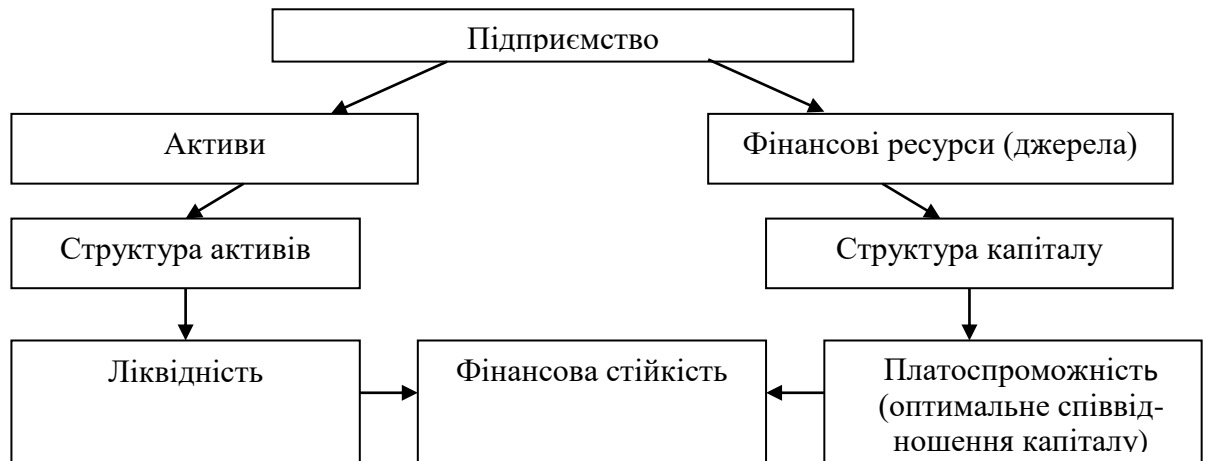 Підприємство
Активи
Фінансові ресурси (джерела)
Структура активів
Структура капіталу
Ліквідність
Фінансова стійкість
Платоспроможність
(оптимальне співвід-
ношення капіталу)